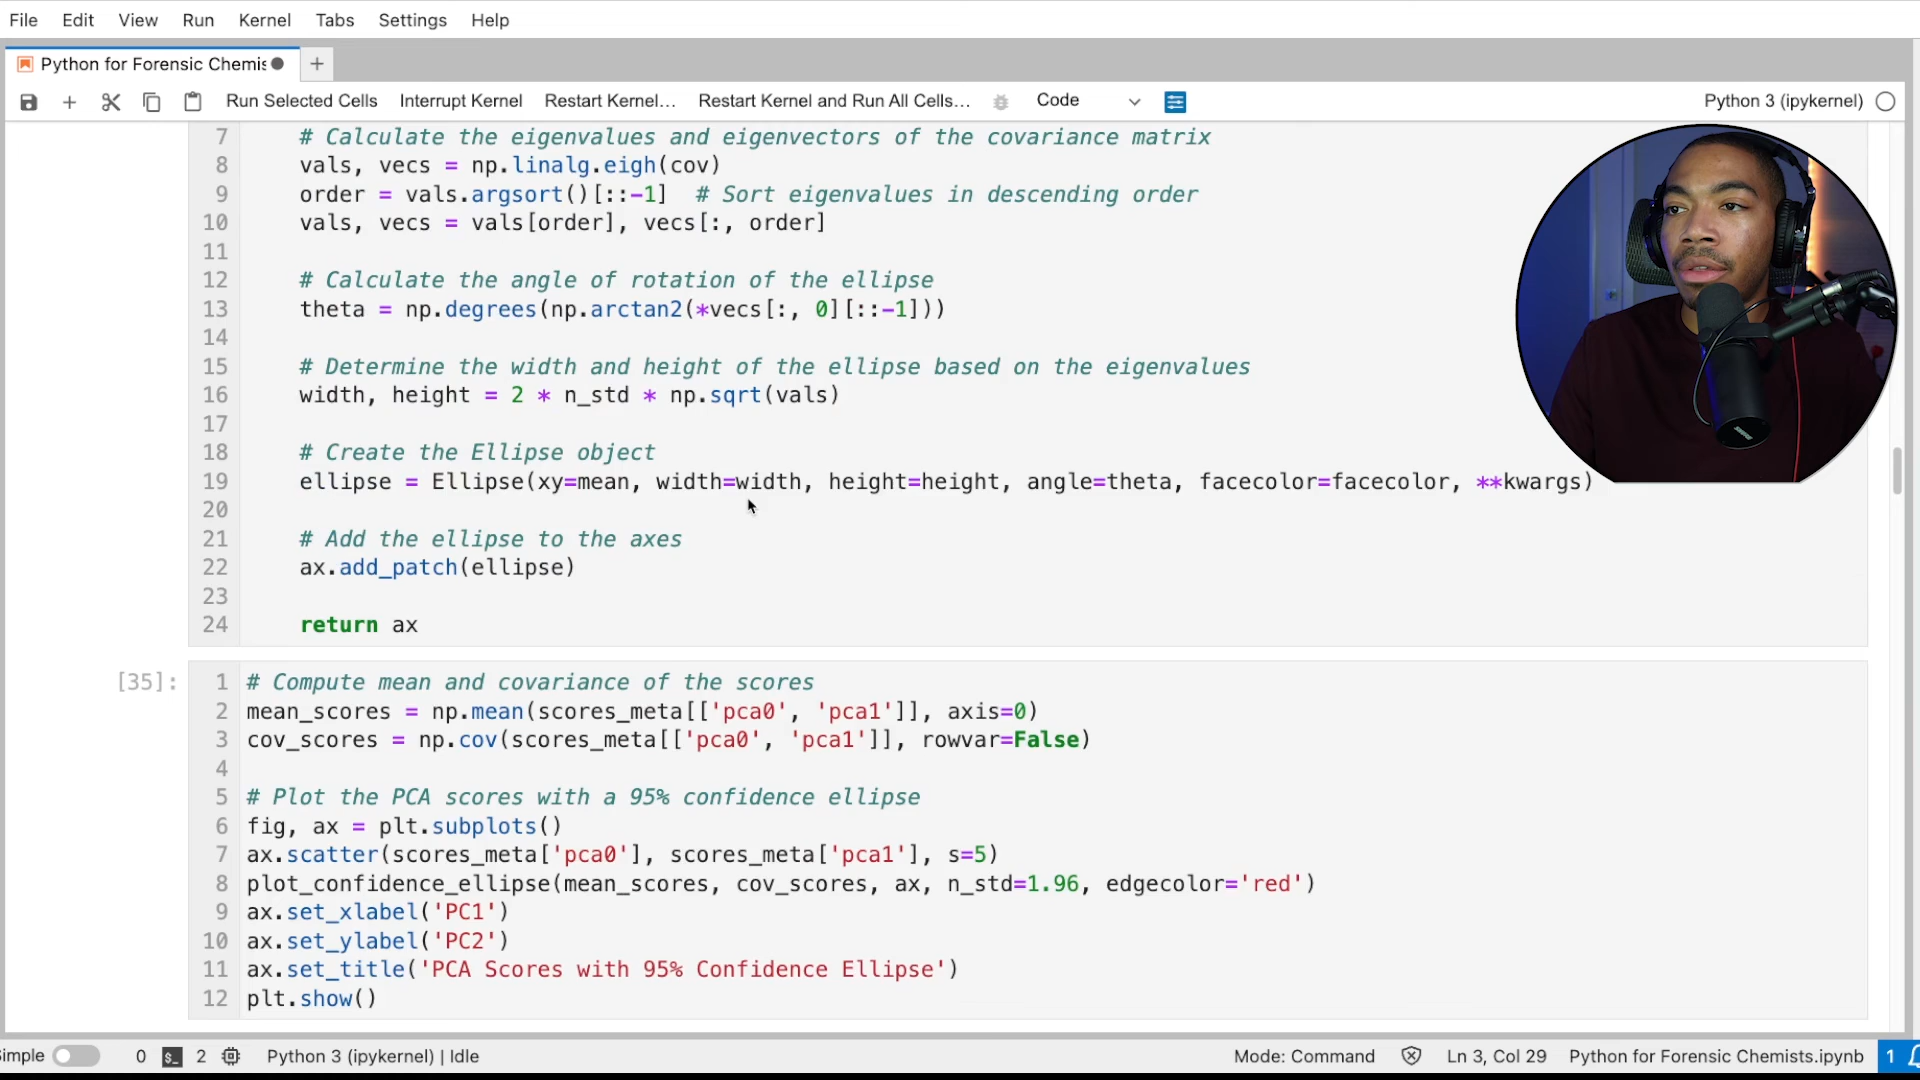 File Edit View Run Kernel Tabs Settings Help
Python for Forensic Chemis
Run Selected Cells Interrupt Kernel Restart Kernel… Restart Kernel and Run All Cells… Code Python 3 (ipykernel)
7 # Calculate the eigenvalues and eigenvectors of the covariance matrix
8 vals, vecs = np.linalg.eigh(cov)
9 order = vals.argsort()[::-1]  # Sort eigenvalues in descending order
10 vals, vecs = vals[order], vecs[:, order]
11
12 # Calculate the angle of rotation of the ellipse
13 theta = np.degrees(np.arctan2(*vecs[:, 0][::-1]))
14
15 # Determine the width and height of the ellipse based on the eigenvalues
16 width, height = 2 * n_std * np.sqrt(vals)
17
18 # Create the Ellipse object
19 ellipse = Ellipse(xy=mean, width=width, height=height, angle=theta, facecolor=facecolor, **kwargs)
20
21 # Add the ellipse to the axes
22 ax.add_patch(ellipse)
23
24 return ax
[35]: 1 # Compute mean and covariance of the scores
2 mean_scores = np.mean(scores_meta[['pca0', 'pca1']], axis=0)
3 cov_scores = np.cov(scores_meta[['pca0', 'pca1']], rowvar=False)
4
5 # Plot the PCA scores with a 95% confidence ellipse
6 fig, ax = plt.subplots()
7 ax.scatter(scores_meta['pca0'], scores_meta['pca1'], s=5)
8 plot_confidence_ellipse(mean_scores, cov_scores, ax, n_std=1.96, edgecolor='red')
9 ax.set_xlabel('PC1')
10 ax.set_ylabel('PC2')
11 ax.set_title('PCA Scores with 95% Confidence Ellipse')
12 plt.show()
imple 0 $_ 2 Python 3 (ipykernel) | Idle Mode: Command Ln 3, Col 29 Python for Forensic Chemists.ipynb 1